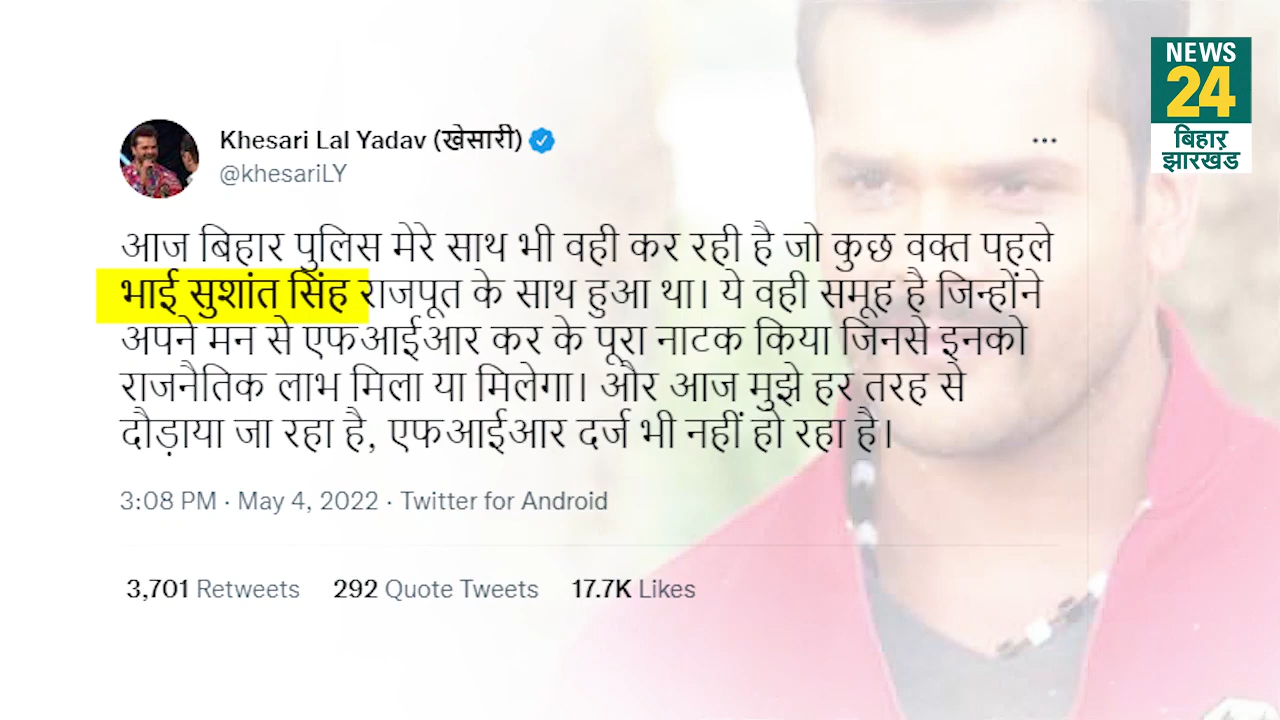 NEWS
24
बिहार
झारखंड
Khesari Lal Yadav (खेसारी)
@khesariLY
आज बिहार पुलिस मेरे साथ भी वही कर रही है जो कुछ वक्त पहले
भाई सुशांत सिंह राजपूत के साथ हुआ था। ये वही समूह है जिन्होंने
अपने मन से एफआईआर कर के पूरा नाटक किया जिनसे इनको
राजनैतिक लाभ मिला या मिलेगा। और आज मुझे हर तरह से
दौड़ाया जा रहा है, एफआईआर दर्ज भी नहीं हो रहा है।
3:08 PM · May 4, 2022 · Twitter for Android
3,701 Retweets 292 Quote Tweets 17.7K Likes